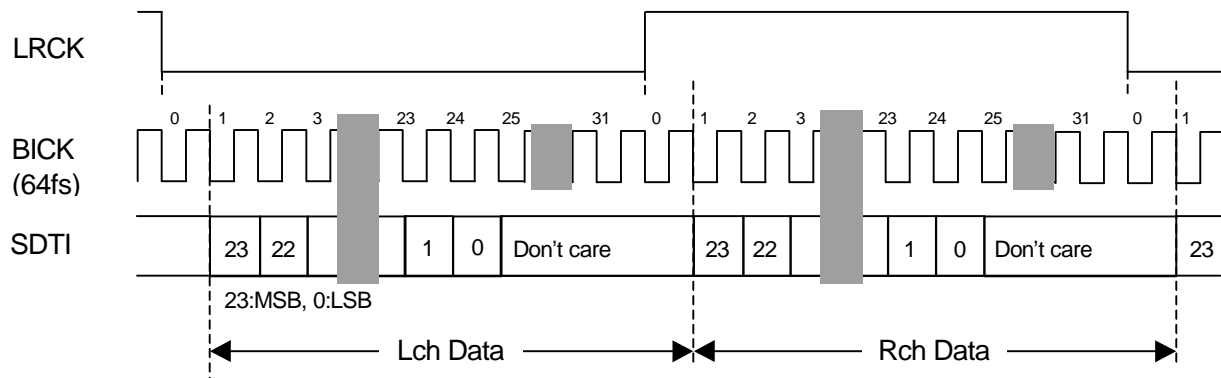 LRCK
0 1 2 3 23 24 25 31 0 1 2 3 23 24 25 31 0 1
BICK
(64fs)
SDTI 23 22 1 0 Don't care 23 22 1 0 Don't care 23
23:MSB, 0:LSB
Lch Data Rch Data